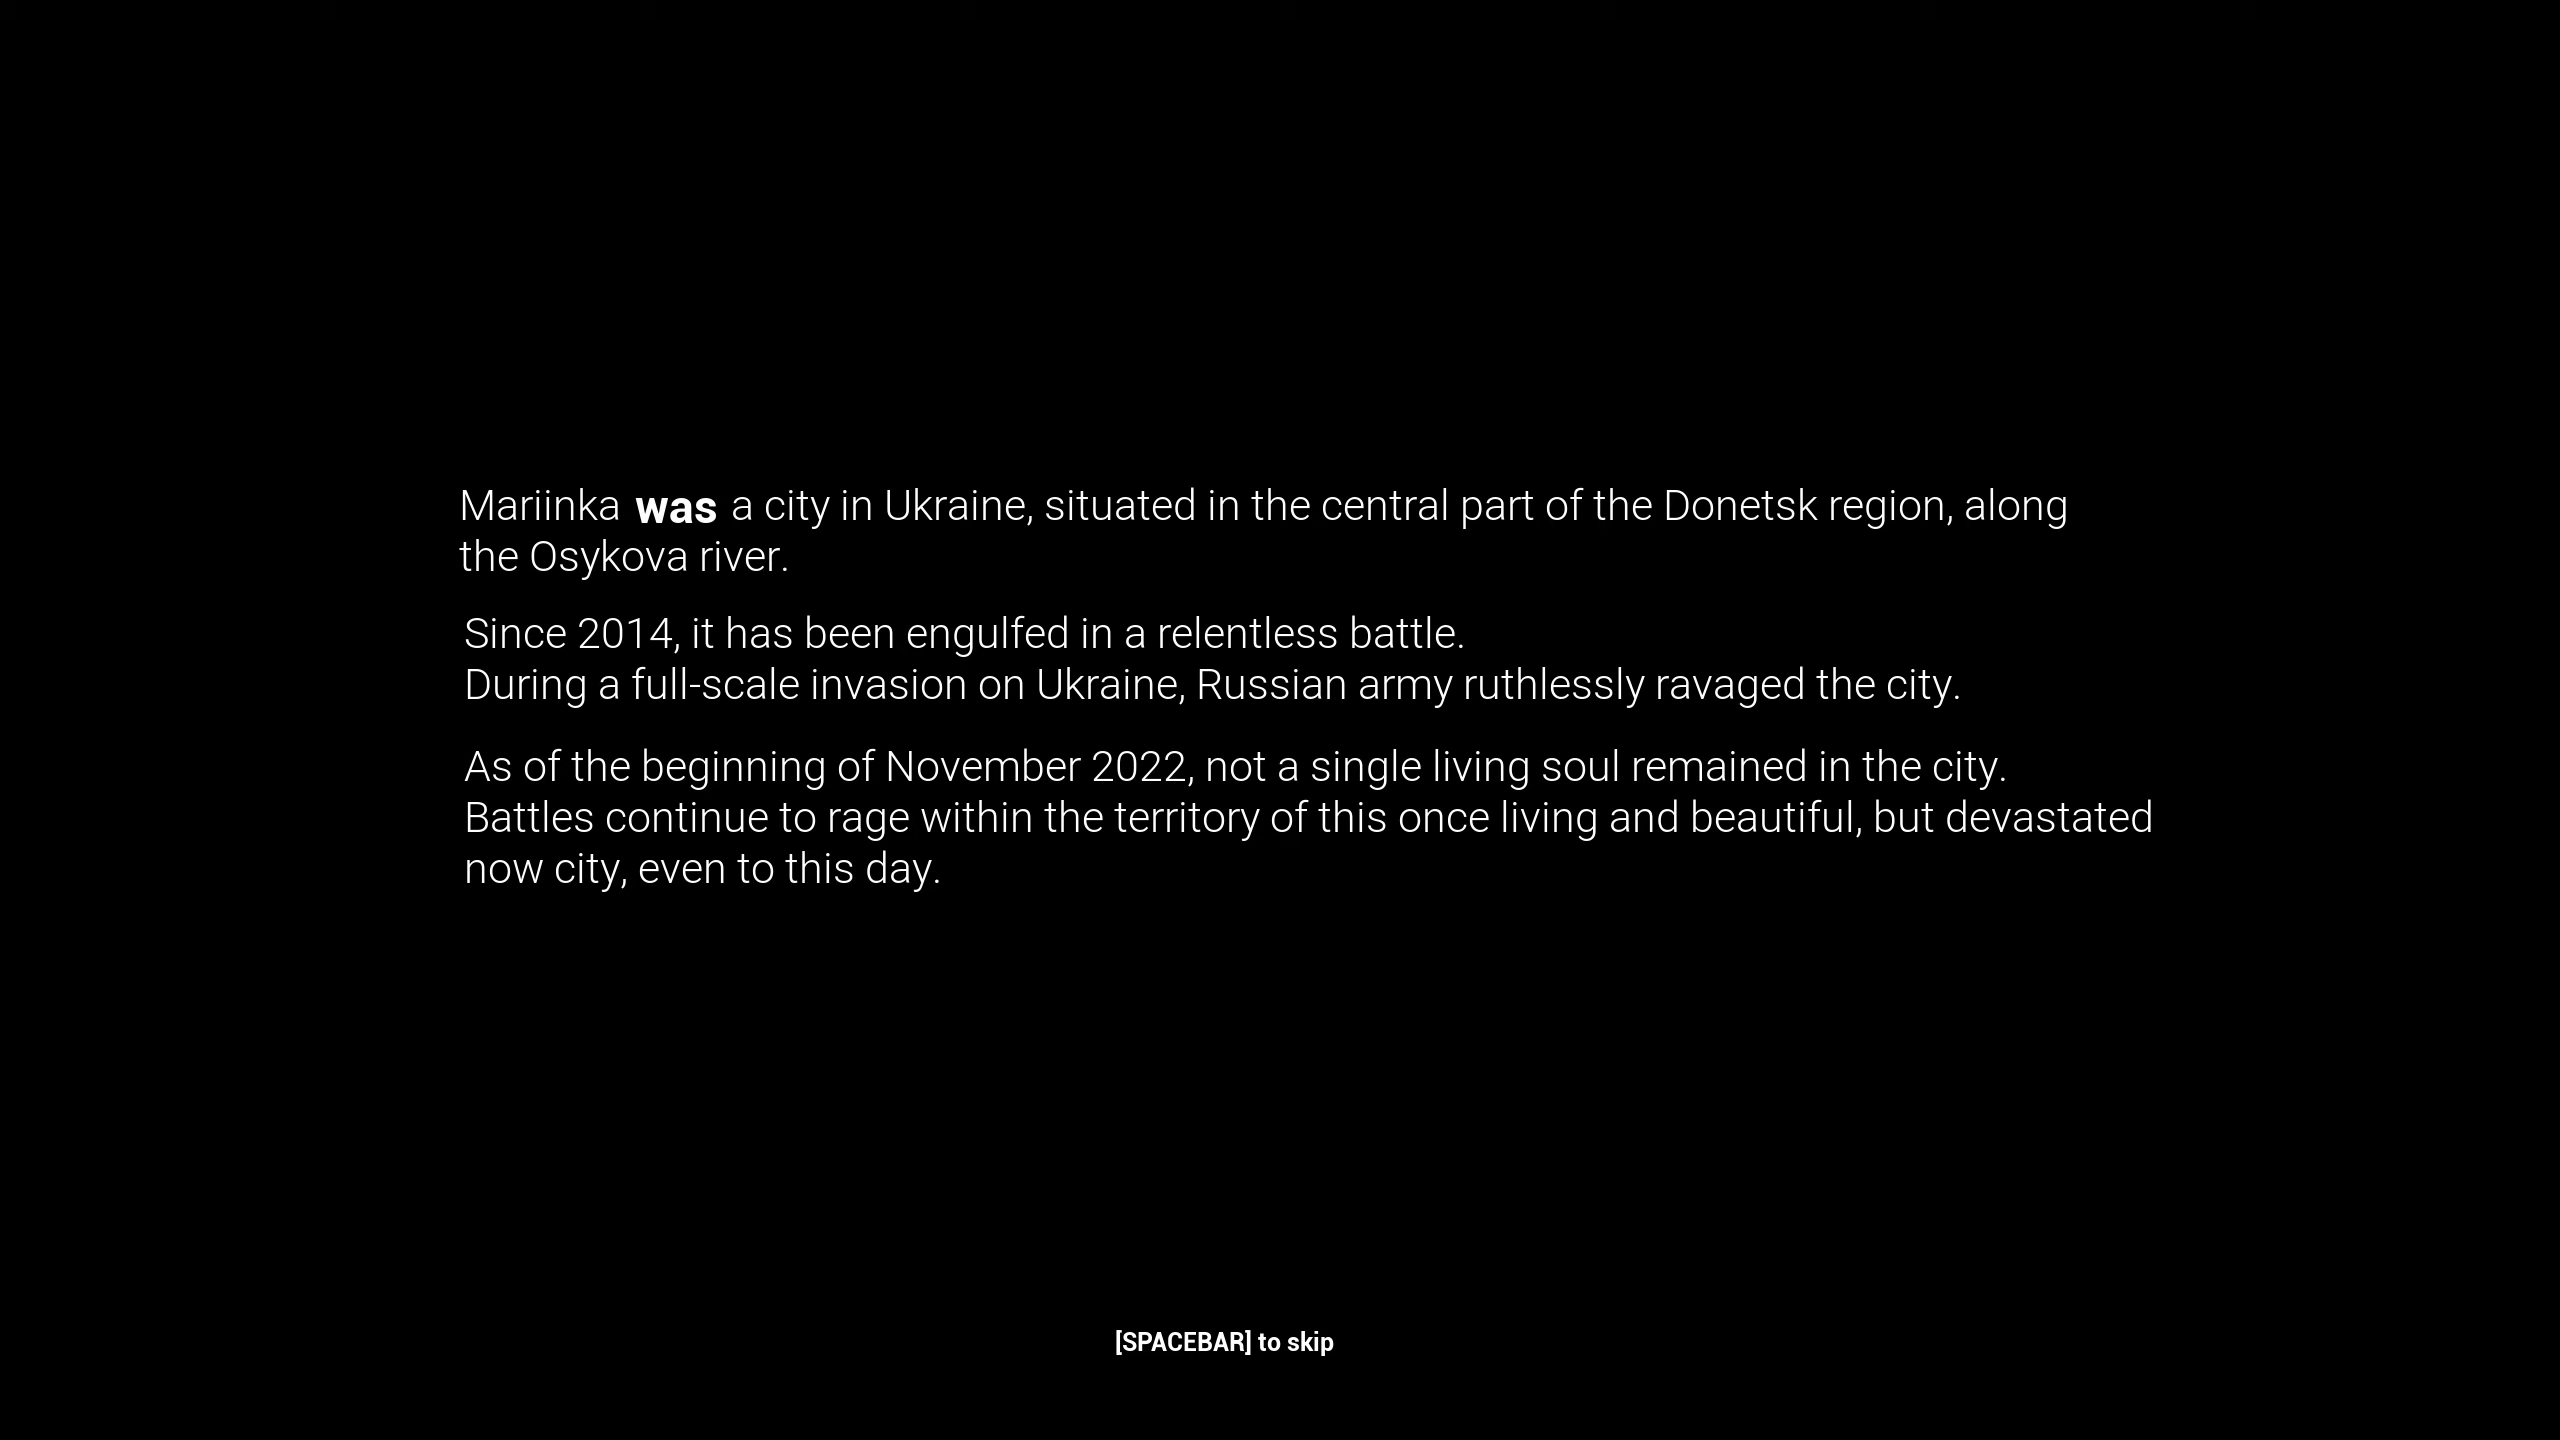 Mariinka was a city in Ukraine, situated in the central part of the Donetsk region, along
the Osykova river.
Since 2014, it has been engulfed in a relentless battle.
During a full-scale invasion on Ukraine, Russian army ruthlessly ravaged the city.
As of the beginning of November 2022, not a single living soul remained in the city.
Battles continue to rage within the territory of this once living and beautiful, but devastated
now city, even to this day.
[SPACEBAR] to skip